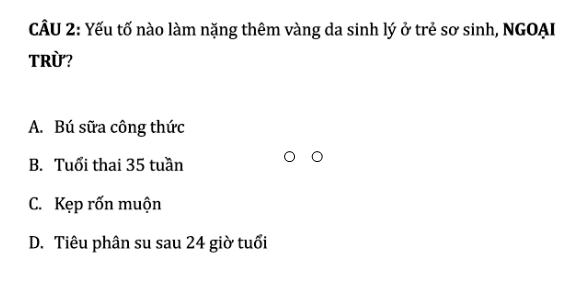 CÂU 2: Yếu tố nào làm nặng thêm vàng da sinh lý ở trẻ sơ sinh, NGOẠI
TRỪ?
A. Bú sữa công thức
B. Tuổi thai 35 tuần
C. Kẹp rốn muộn
D. Tiêu phân su sau 24 giờ tuổi